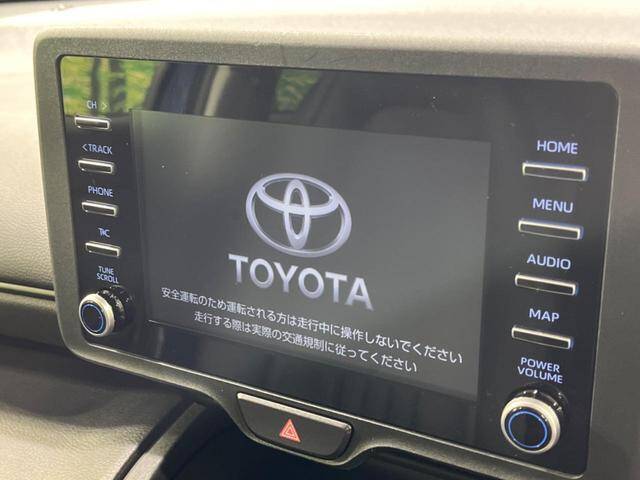 CH >
< TRACK
PHONE
TUNE
SCROLL
TOYOTA
安全運転のため運転される方は走行中に操作しないでください
走行する際は実際の交通規制に従ってください
HOME
MENU
AUDIO
MAP
POWER
VOLUME